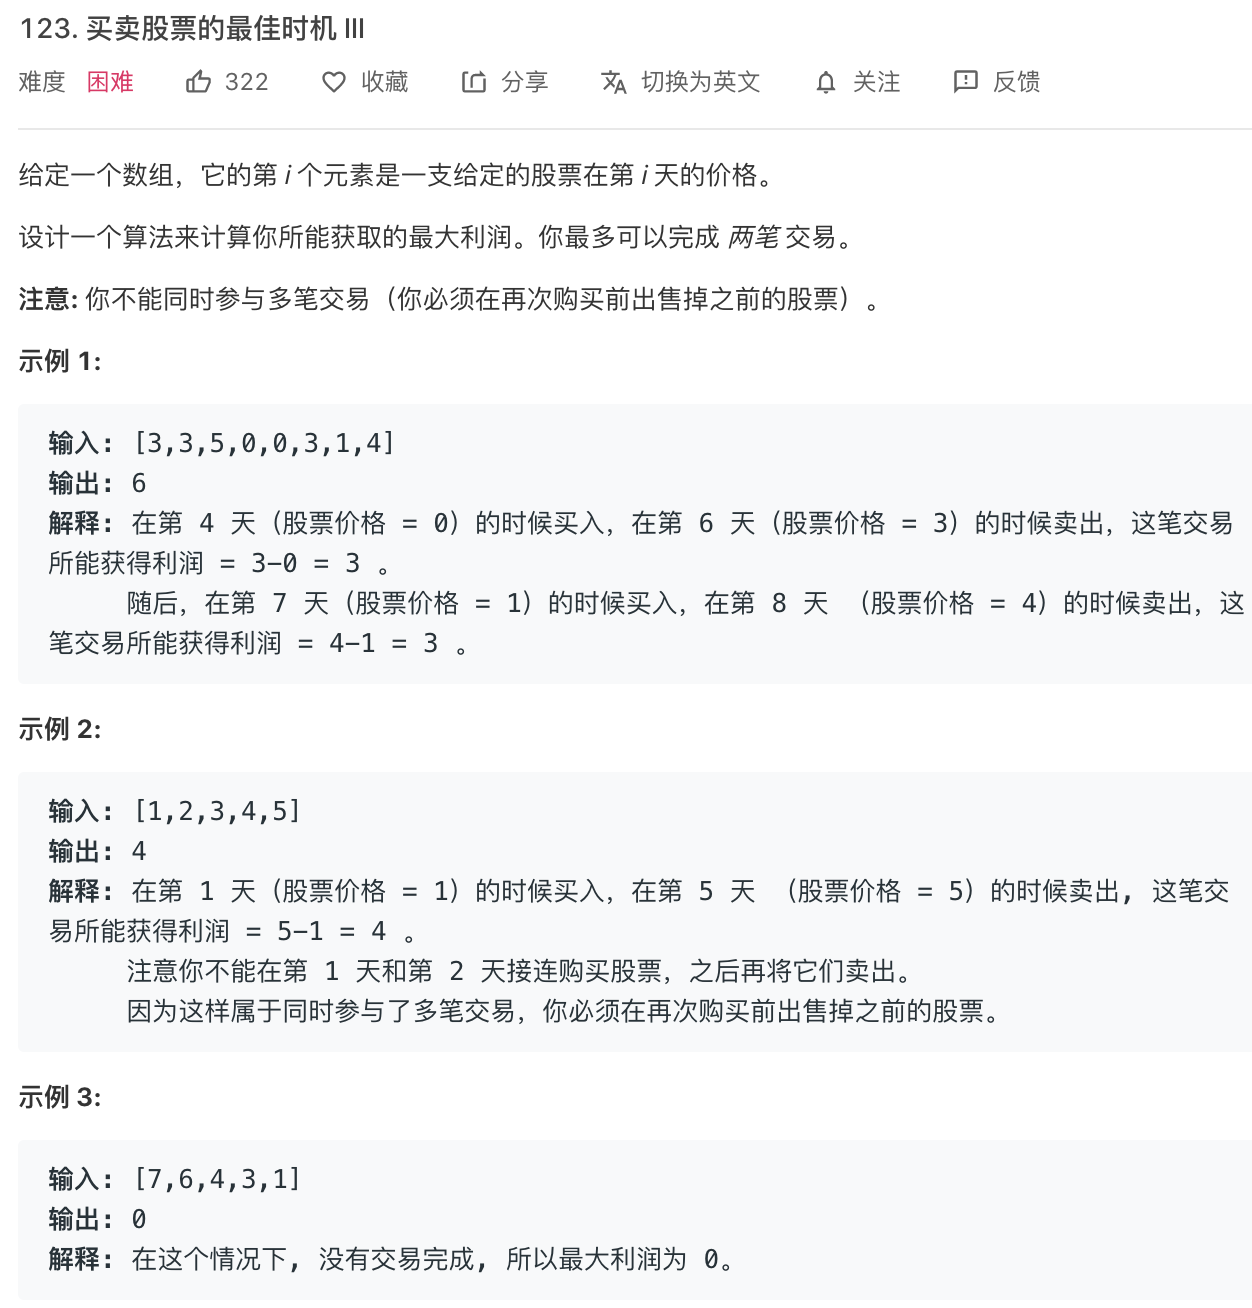 123. 买卖股票的最佳时机 III
难度 困难 322 收藏 分享 切换为英文 关注 反馈
给定一个数组，它的第 i 个元素是一支给定的股票在第 i 天的价格。
设计一个算法来计算你所能获取的最大利润。你最多可以完成 两笔 交易。
注意: 你不能同时参与多笔交易（你必须在再次购买前出售掉之前的股票）。
示例 1:
输入: [3,3,5,0,0,3,1,4]
输出: 6
解释: 在第 4 天（股票价格 = 0）的时候买入，在第 6 天（股票价格 = 3）的时候卖出，这笔交易
所能获得利润 = 3-0 = 3 。
随后，在第 7 天（股票价格 = 1）的时候买入，在第 8 天 （股票价格 = 4）的时候卖出，这
笔交易所能获得利润 = 4-1 = 3 。
示例 2:
输入: [1,2,3,4,5]
输出: 4
解释: 在第 1 天（股票价格 = 1）的时候买入，在第 5 天 （股票价格 = 5）的时候卖出, 这笔交
易所能获得利润 = 5-1 = 4 。
注意你不能在第 1 天和第 2 天接连购买股票，之后再将它们卖出。
因为这样属于同时参与了多笔交易，你必须在再次购买前出售掉之前的股票。
示例 3:
输入: [7,6,4,3,1]
输出: 0
解释: 在这个情况下, 没有交易完成, 所以最大利润为 0。